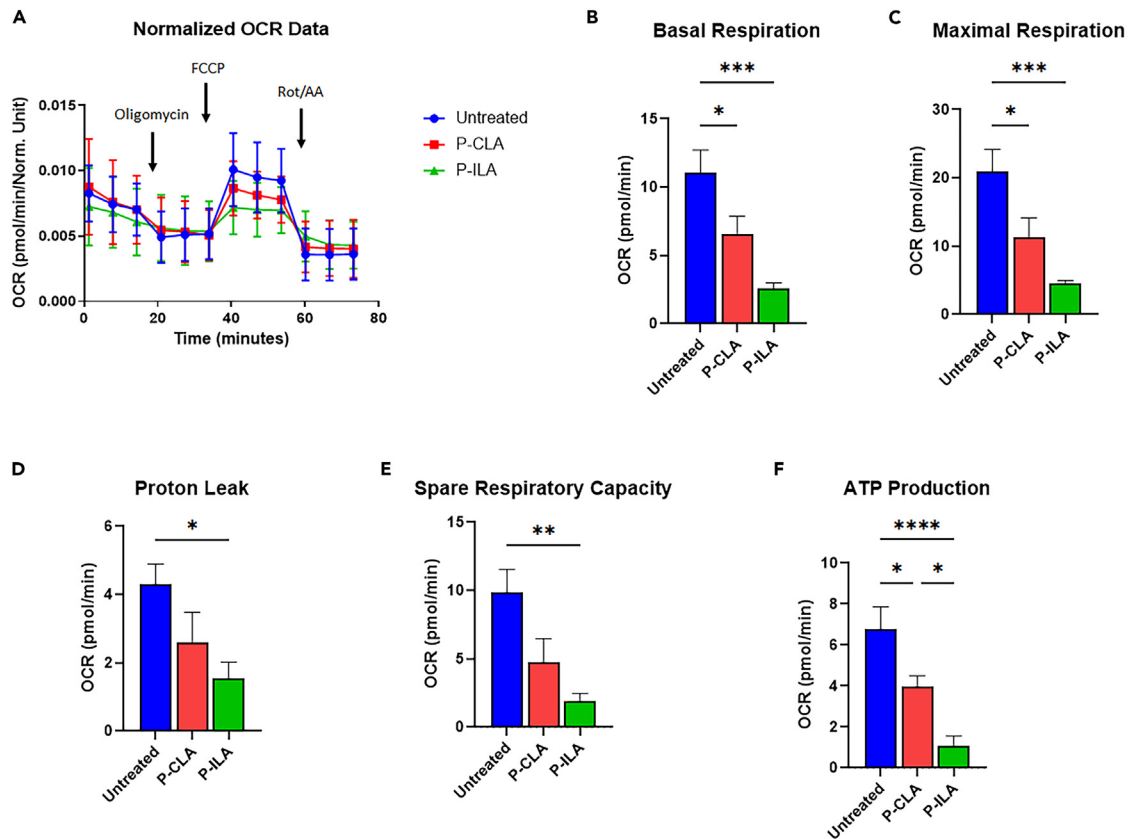 A
Normalized OCR Data
OCR (pmol/min/Norm. Unit)
0.015
0.010
0.005
0.000
Oligomycin
FCCP
Rot/AA
0 20 40 60 80
Time (minutes)
Untreated
P-CLA
P-ILA
B
Basal Respiration
***
*
OCR (pmol/min)
15
10
5
0
Untreated
P-CLA
P-ILA
C
Maximal Respiration
***
*
OCR (pmol/min)
30
20
10
0
Untreated
P-CLA
P-ILA
D
Proton Leak
*
OCR (pmol/min)
6
4
2
0
Untreated
P-CLA
P-ILA
E
Spare Respiratory Capacity
**
OCR (pmol/min)
15
10
5
0
Untreated
P-CLA
P-ILA
F
ATP Production
****
* *
OCR (pmol/min)
10
8
6
4
2
0
Untreated
P-CLA
P-ILA